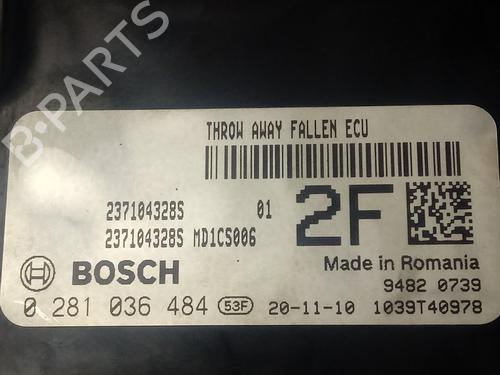 B-PARTS
THROW AWAY FALLEN ECU
237104328S 01
237104328S MD1CS006
2F
BOSCH
Made in Romania
9482 0739
0 281 036 484 53F 20-11-10 1039T40978